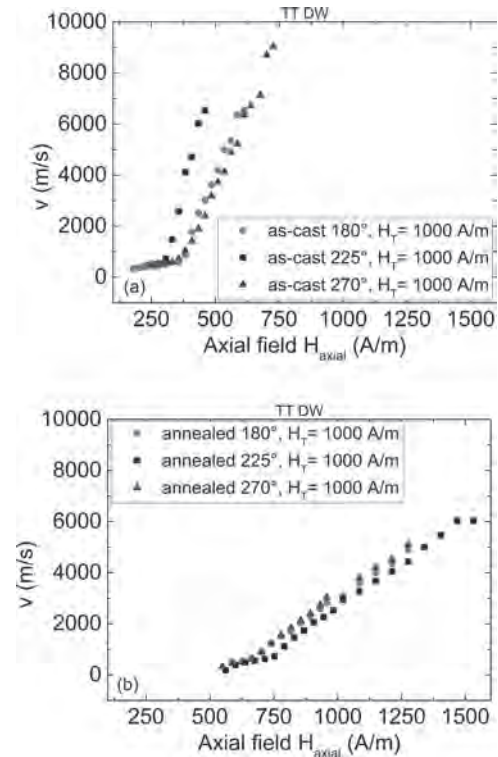 TT DW
10000
8000
6000
4000
2000
0
v (m/s)
as-cast 180°, H_T= 1000 A/m
as-cast 225°, H_T= 1000 A/m
as-cast 270°, H_T= 1000 A/m
(a)
250 500 750 1000 1250 1500
Axial field H_axial (A/m)
TT DW
10000
8000
6000
4000
2000
0
v (m/s)
annealed 180°, H_T= 1000 A/m
annealed 225°, H_T= 1000 A/m
annealed 270°, H_T= 1000 A/m
(b)
250 500 750 1000 1250 1500
Axial field H_axial (A/m)